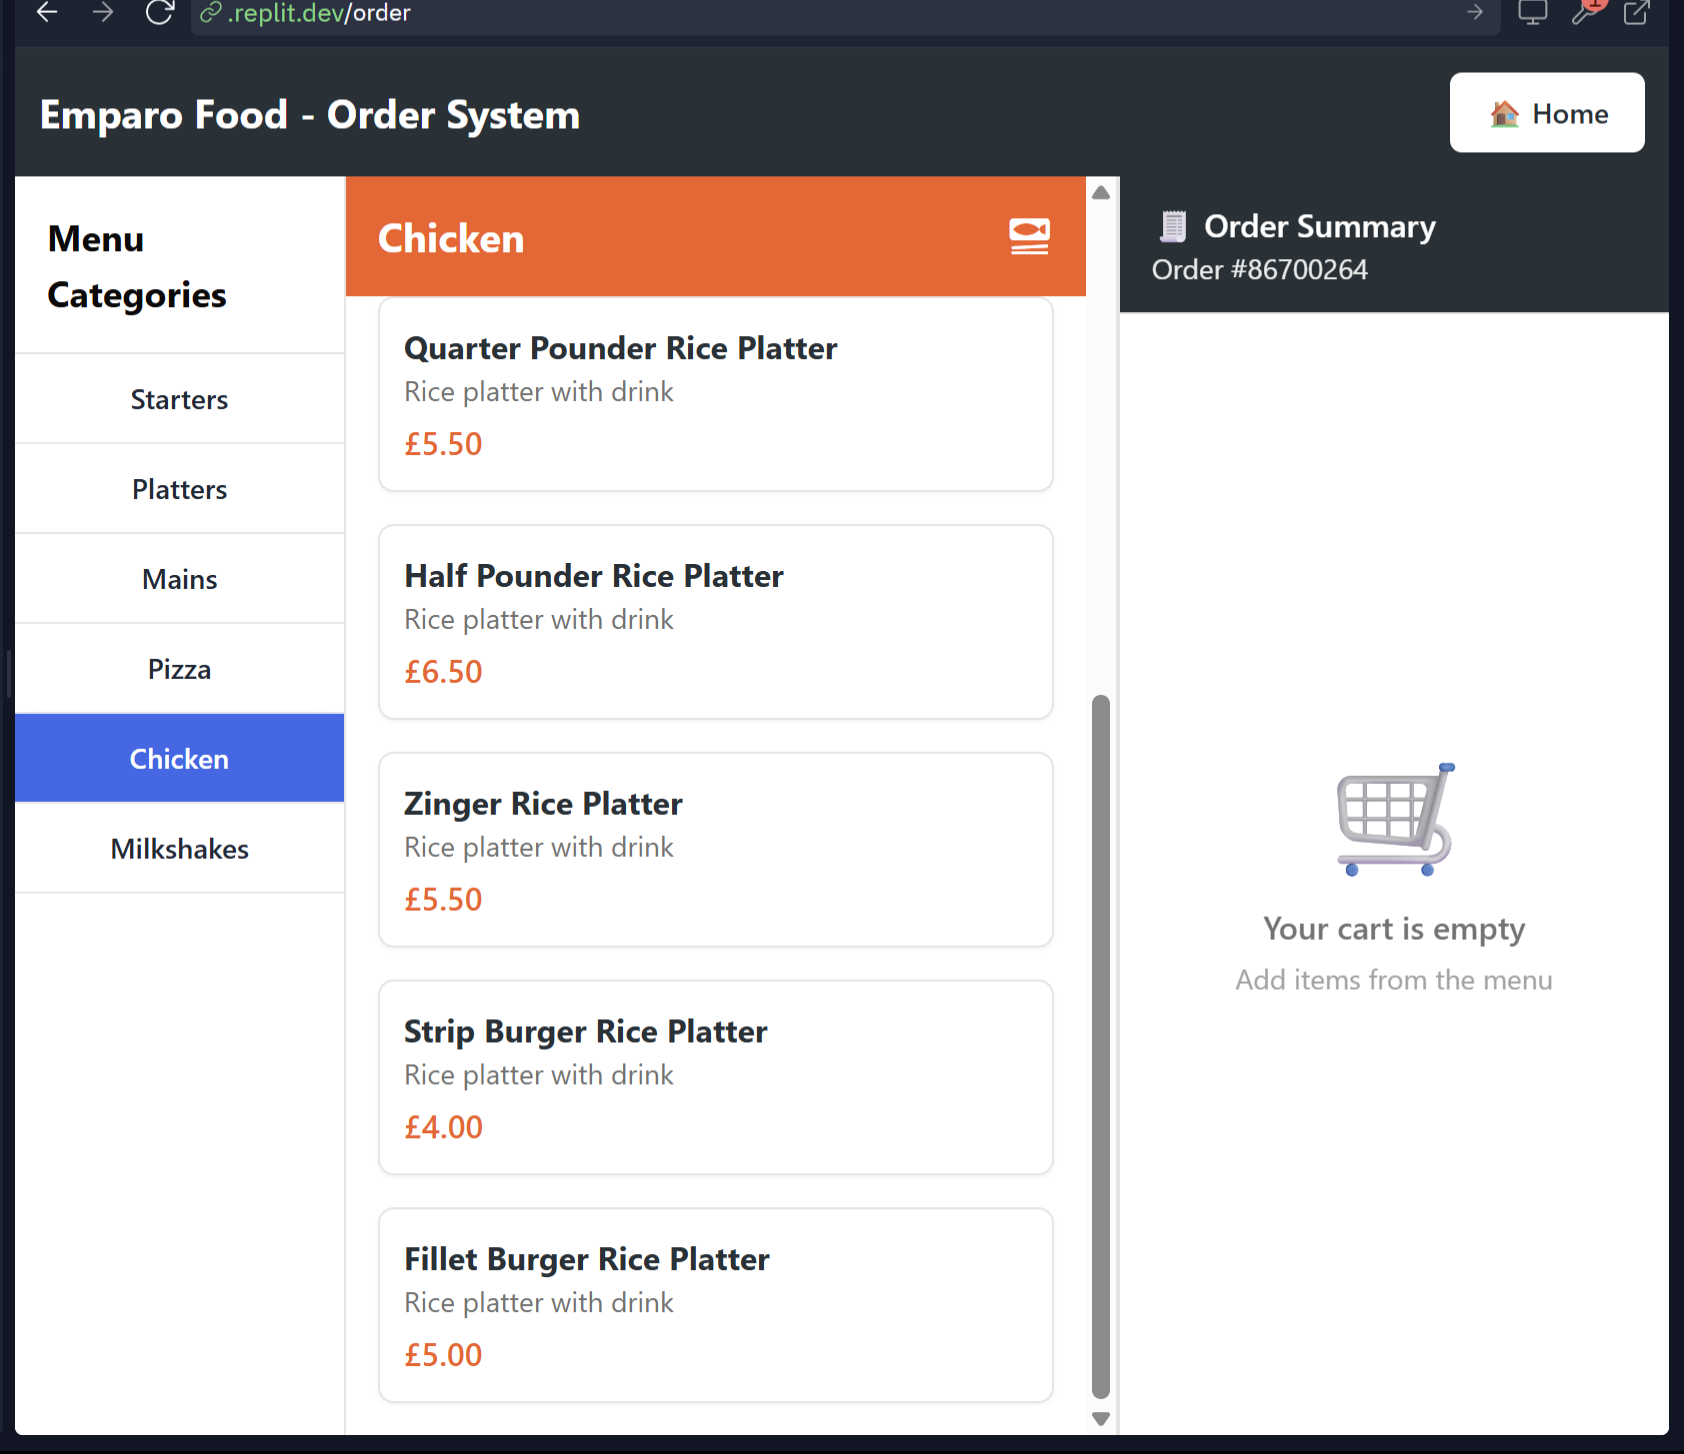 .replit.dev/order
1
Emparo Food - Order System
Home
Menu
Categories
Starters
Platters
Mains
Pizza
Chicken
Milkshakes
Chicken
Quarter Pounder Rice Platter
Rice platter with drink
£5.50
Half Pounder Rice Platter
Rice platter with drink
£6.50
Zinger Rice Platter
Rice platter with drink
£5.50
Strip Burger Rice Platter
Rice platter with drink
£4.00
Fillet Burger Rice Platter
Rice platter with drink
£5.00
Order Summary
Order #86700264
Your cart is empty
Add items from the menu